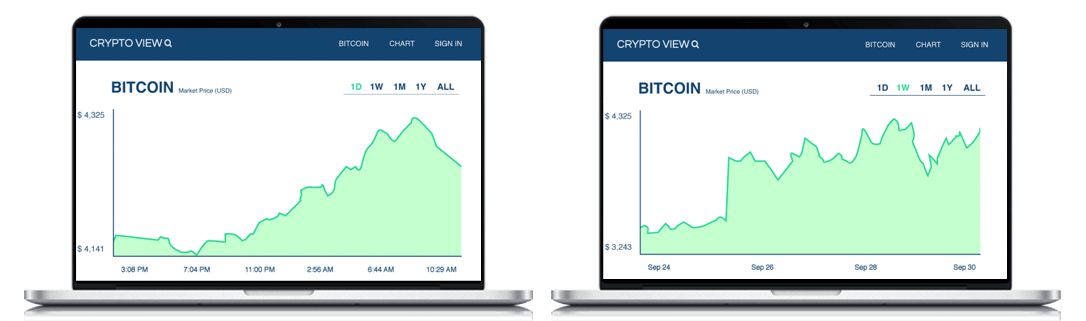 CRYPTO VIEW
BITCOIN CHART SIGN IN
BITCOIN Market Price (USD)
1D 1W 1M 1Y ALL
$ 4,325
$ 4,141
3:08 PM 7:04 PM 11:00 PM 2:56 AM 6:44 AM 10:29 AM
CRYPTO VIEW
BITCOIN CHART SIGN IN
BITCOIN Market Price (USD)
1D 1W 1M 1Y ALL
$ 4,325
$ 3,243
Sep 24 Sep 26 Sep 28 Sep 30